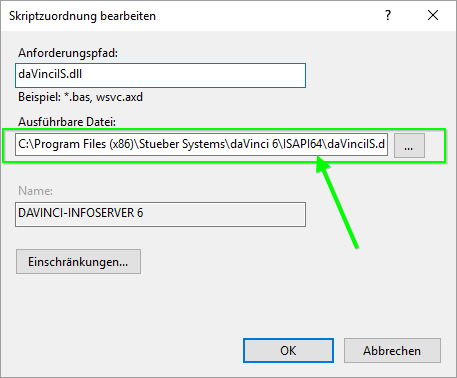 Skriptzuordnung bearbeiten
Anforderungspfad:
daVinciIS.dll
Beispiel: *.bas, wsvc.axd
Ausführbare Datei:
C:\Program Files (x86)\Stueber Systems\daVinci 6\ISAPI64\daVinciIS.d
...
Name:
DAVINCI-INFOSERVER 6
Einschränkungen...
OK
Abbrechen